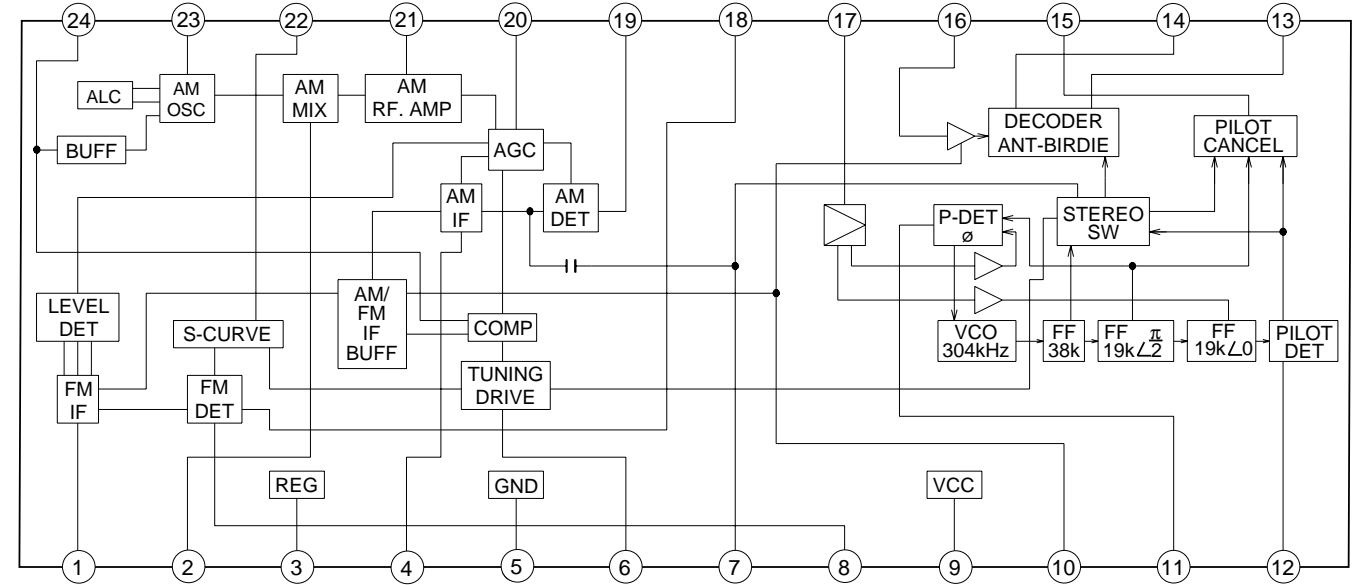 24 23 22 21 20 19 18 17 16 15 14 13
ALC
AM
OSC
AM
MIX
AM
RF. AMP
BUFF
AGC
DECODER
ANT-BIRDIE
PILOT
CANCEL
AM
IF
AM
DET
P-DET
ø
STEREO
SW
LEVEL
DET
S-CURVE
AM/
FM
IF
BUFF
COMP
VCO
304kHz
FF
38k
FF
19k∠π/2
FF
19k∠0
PILOT
DET
FM
IF
FM
DET
TUNING
DRIVE
REG
GND
VCC
1 2 3 4 5 6 7 8 9 10 11 12